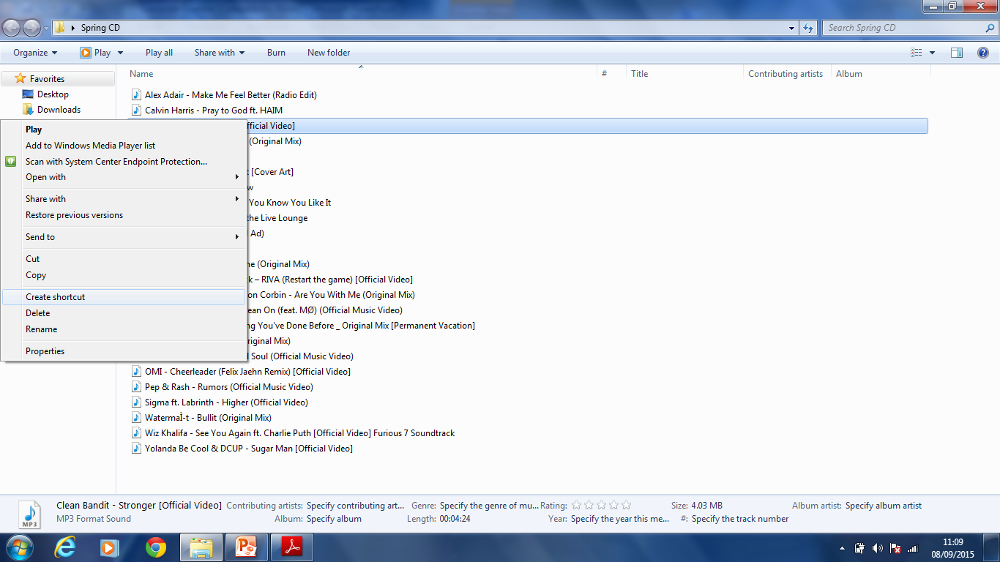 Spring CD
Search Spring CD
Organize Play Play all Share with Burn New folder
Name # Title Contributing artists Album
Favorites
Desktop
Downloads
Alex Adair - Make Me Feel Better (Radio Edit)
Calvin Harris - Pray to God ft. HAIM
fficial Video]
(Original Mix)
t [Cover Art]
w
You Know You Like It
the Live Lounge
Ad)
ne (Original Mix)
k – RIVA (Restart the game) [Official Video]
on Corbin - Are You With Me (Original Mix)
ean On (feat. MØ) (Official Music Video)
ng You've Done Before _ Original Mix [Permanent Vacation]
riginal Mix)
l Soul (Official Music Video)
OMI - Cheerleader (Felix Jaehn Remix) [Official Video]
Pep & Rash - Rumors (Official Music Video)
Sigma ft. Labrinth - Higher (Official Video)
WatermaÌ-t - Bullit (Original Mix)
Wiz Khalifa - See You Again ft. Charlie Puth [Official Video] Furious 7 Soundtrack
Yolanda Be Cool & DCUP - Sugar Man [Official Video]
Play
Add to Windows Media Player list
Scan with System Center Endpoint Protection...
Open with
Share with
Restore previous versions
Send to
Cut
Copy
Create shortcut
Delete
Rename
Properties
Clean Bandit - Stronger [Official Video] Contributing artists: Specify contributing art... Genre: Specify the genre of mu... Rating: Size: 4.03 MB Album artist: Specify album artist
MP3 Format Sound Album: Specify album Length: 00:04:24 Year: Specify the year this me... #: Specify the track number
MP3
11:09
08/09/2015